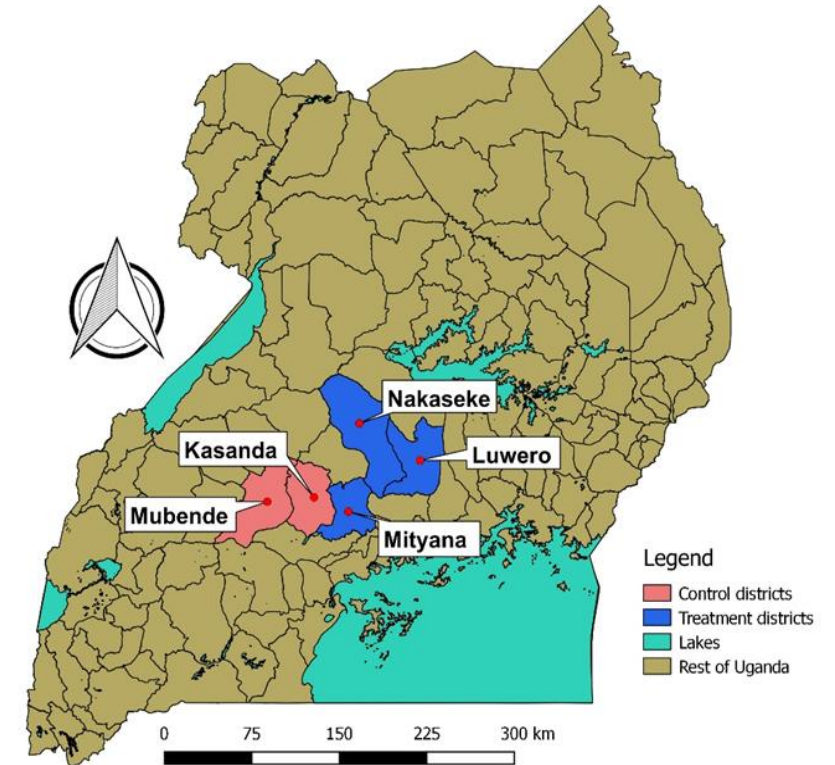 Nakaseke
Kasanda
Luwero
Mubende
Mityana
Legend
Control districts
Treatment districts
Lakes
Rest of Uganda
0 75 150 225 300 km